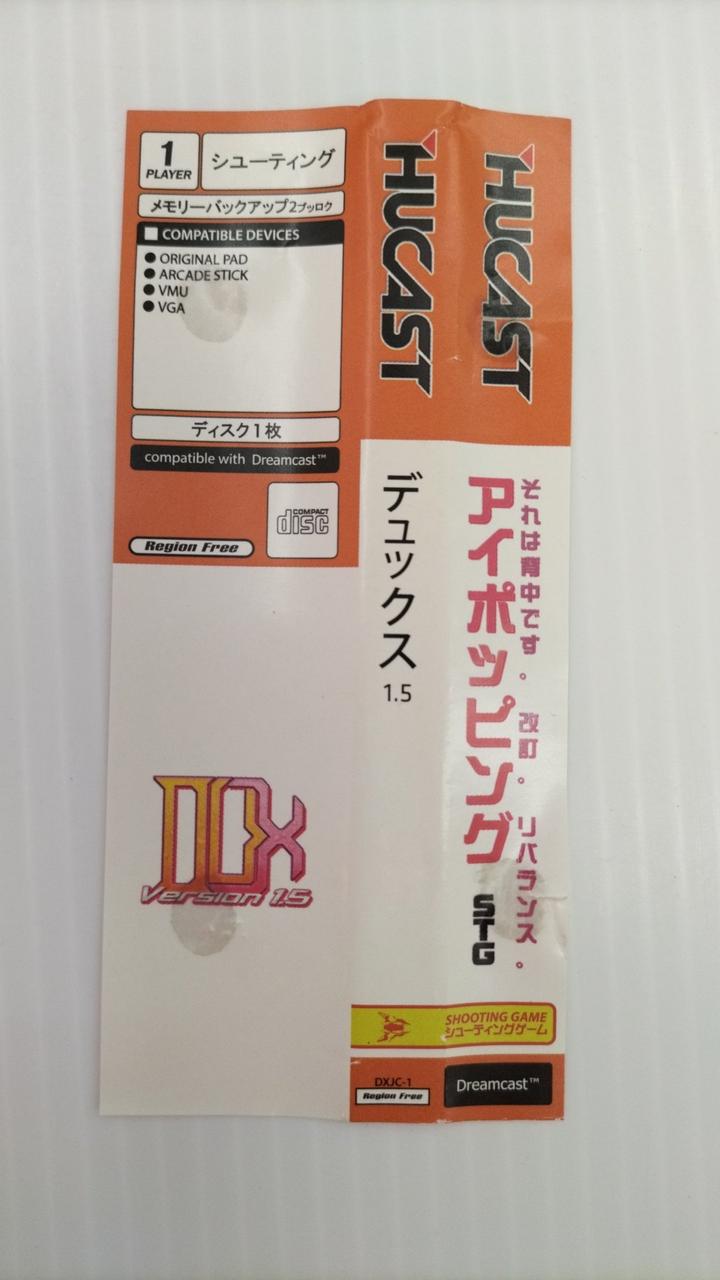 1
PLAYER
シューティング
メモリーバックアップ2ブッロク
COMPATIBLE DEVICES
ORIGINAL PAD
ARCADE STICK
VMU
VGA
ディスク1枚
compatible with Dreamcast™
COMPACT
disc
Region Free
DUX
Version 1.5
HUCAST
デュックス 1.5
DXJC-1
Region Free
HUCAST
それは背中です。改訂。リバランス。
アイポッピング STG
SHOOTING GAME
シューティングゲーム
Dreamcast™